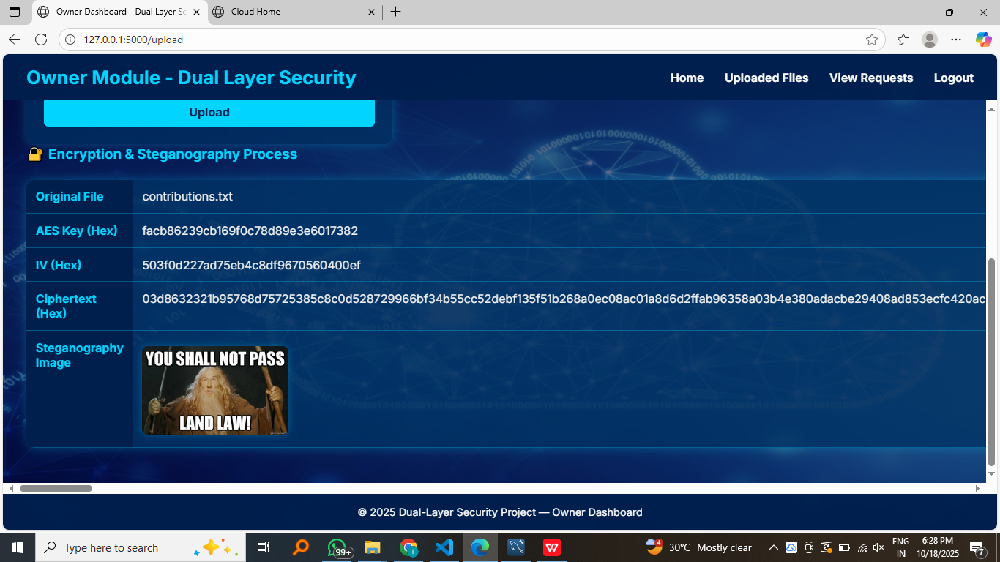 Owner Dashboard - Dual Layer Se
Cloud Home
127.0.0.1:5000/upload
Owner Module - Dual Layer Security
Home
Uploaded Files
View Requests
Logout
Upload
Encryption & Steganography Process
Original File
contributions.txt
AES Key (Hex)
facb86239cb169f0c78d89e3e6017382
IV (Hex)
503f0d227ad75eb4c8df9670560400ef
Ciphertext
(Hex)
03d8632321b95768d75725385c8c0d528729966bf34b55cc52debf135f51b268a0ec08ac01a8d6d2ffab96358a03b4e380adacbe29408ad853ecfc420ac
Steganography
Image
YOU SHALL NOT PASS
LAND LAW!
© 2025 Dual-Layer Security Project — Owner Dashboard
Type here to search
99+
4
30°C Mostly clear
ENG
IN
6:28 PM
10/18/2025
7